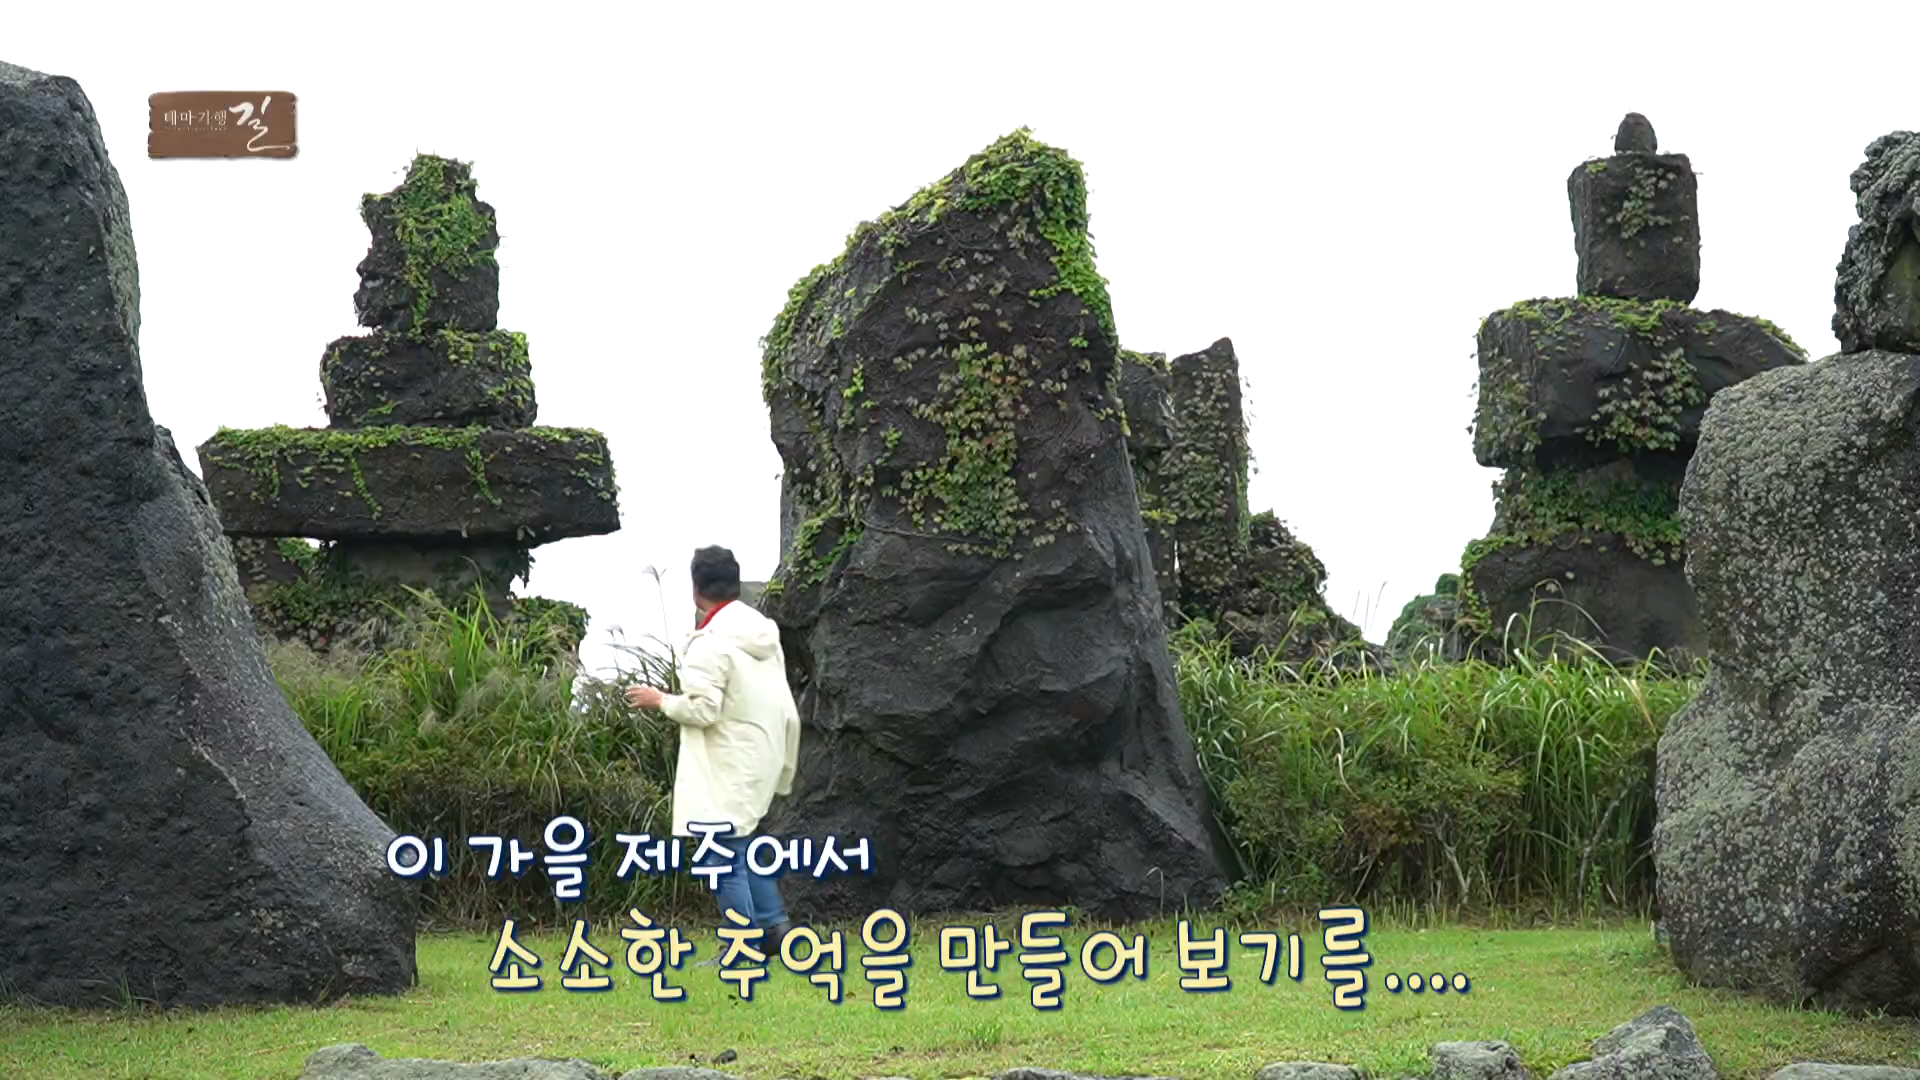 테마기행 길
이 가을 제주에서
소소한 추억을 만들어 보기를....